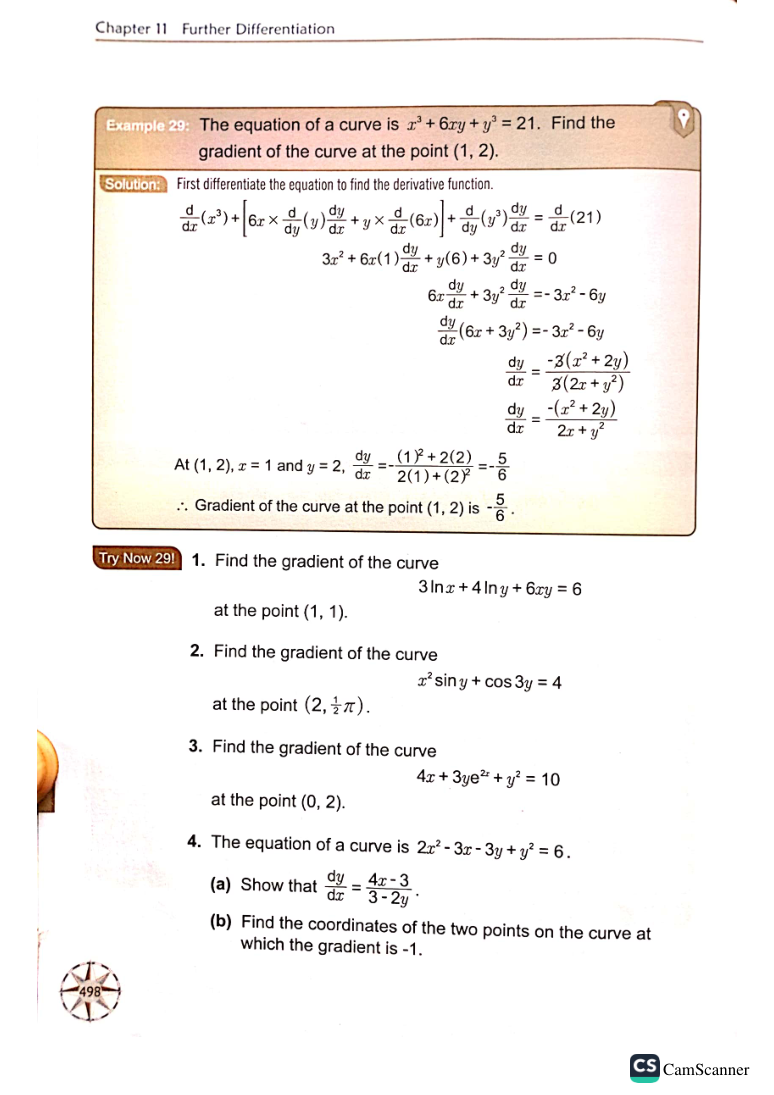 Chapter 11 Further Differentiation
Example 29: The equation of a curve is x³ + 6xy + y³ = 21. Find the
gradient of the curve at the point (1, 2).
Solution: First differentiate the equation to find the derivative function.
d/dx(x³) + [6x × d/dy(y) dy/dx + y × d/dx(6x)] + d/dy(y³) dy/dx = d/dx(21)
3x² + 6x(1) dy/dx + y(6) + 3y² dy/dx = 0
6x dy/dx + 3y² dy/dx = - 3x² - 6y
dy/dx (6x + 3y²) = - 3x² - 6y
dy/dx = -3(x² + 2y) / 3(2x + y²)
dy/dx = -(x² + 2y) / 2x + y²
At (1, 2), x = 1 and y = 2, dy/dx = - (1)² + 2(2) / 2(1) + (2)² = - 5/6
∴ Gradient of the curve at the point (1, 2) is - 5/6 .
Try Now 29! 1. Find the gradient of the curve
3 ln x + 4 ln y + 6xy = 6
at the point (1, 1).
2. Find the gradient of the curve
x² sin y + cos 3y = 4
at the point (2, ½π).
3. Find the gradient of the curve
4x + 3ye²ˣ + y² = 10
at the point (0, 2).
4. The equation of a curve is 2x² - 3x - 3y + y² = 6.
(a) Show that dy/dx = 4x - 3 / 3 - 2y .
(b) Find the coordinates of the two points on the curve at
which the gradient is -1.
498
CS CamScanner